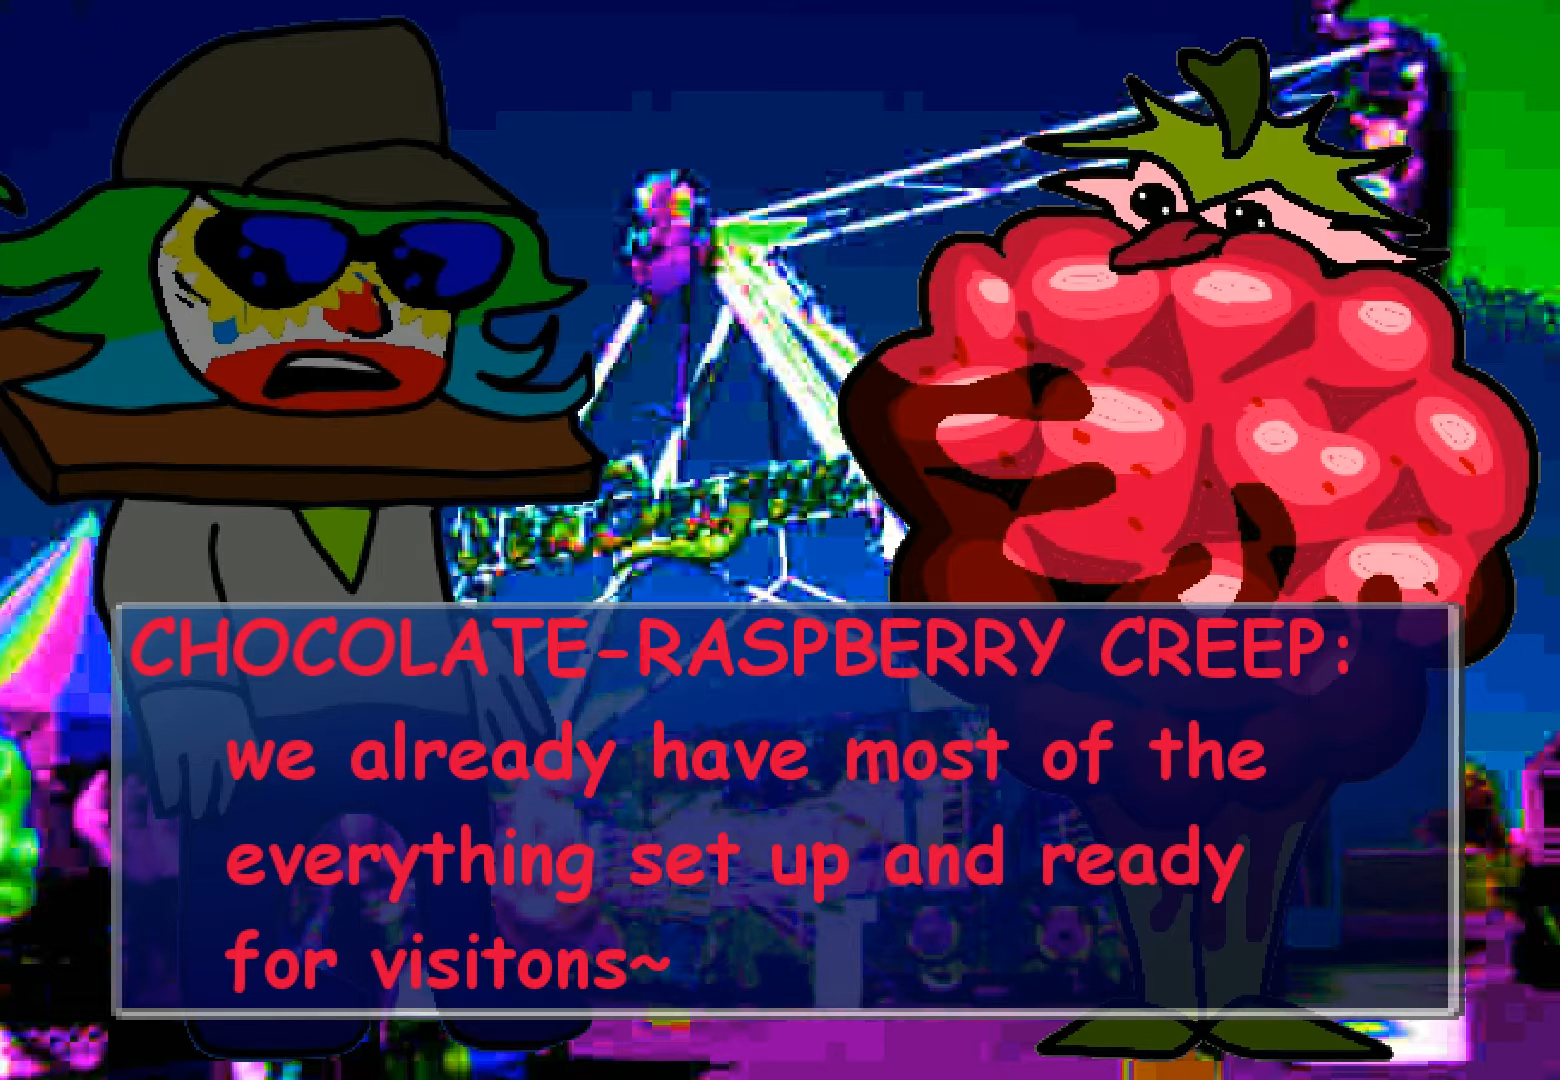 CHOCOLATE-RASPBERRY CREEP:
we already have most of the
everything set up and ready
for visitons~